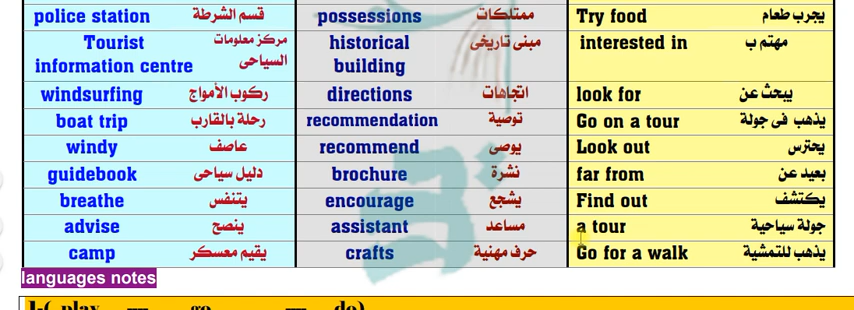 police station قسم الشرطة possessions ممتلكات Try food يجرب طعام
Tourist مركز معلومات historical مبنى تاريخى interested in مهتم ب
information centre السياحى building
windsurfing ركوب الأمواج directions اتجاهات look for يبحث عن
boat trip رحلة بالقارب recommendation توصية Go on a tour يذهب فى جولة
windy عاصف recommend يوصى Look out يحترس
guidebook دليل سياحى brochure نشرة far from بعيد عن
breathe يتنفس encourage يشجع Find out يكتشف
advise ينصح assistant مساعد a tour جولة سياحية
camp يقيم معسكر crafts حرف مهنية Go for a walk يذهب للتمشية
languages notes
play go do)